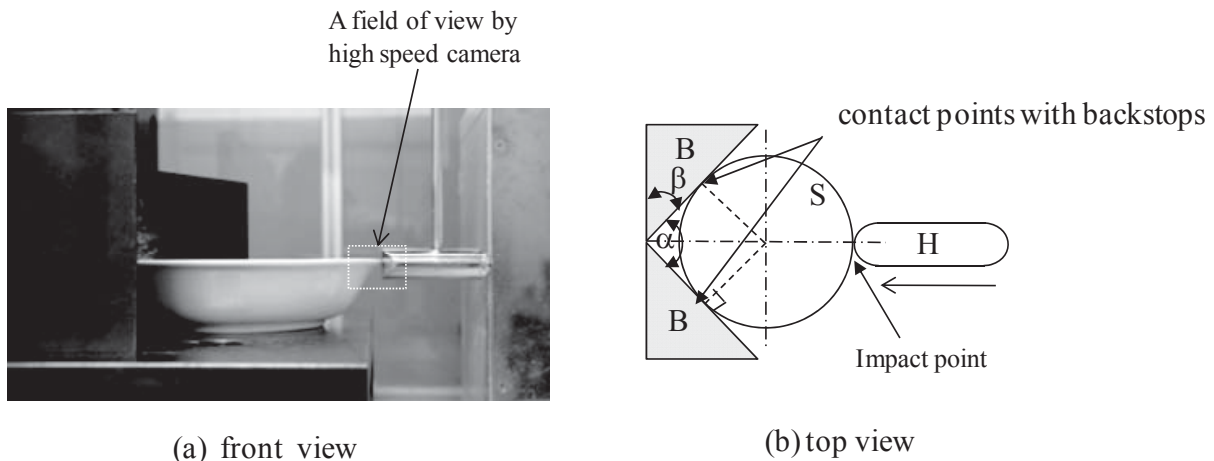 A field of view by
high speed camera
contact points with backstops
B
β
S
α
H
B
Impact point
(a) front view
(b) top view